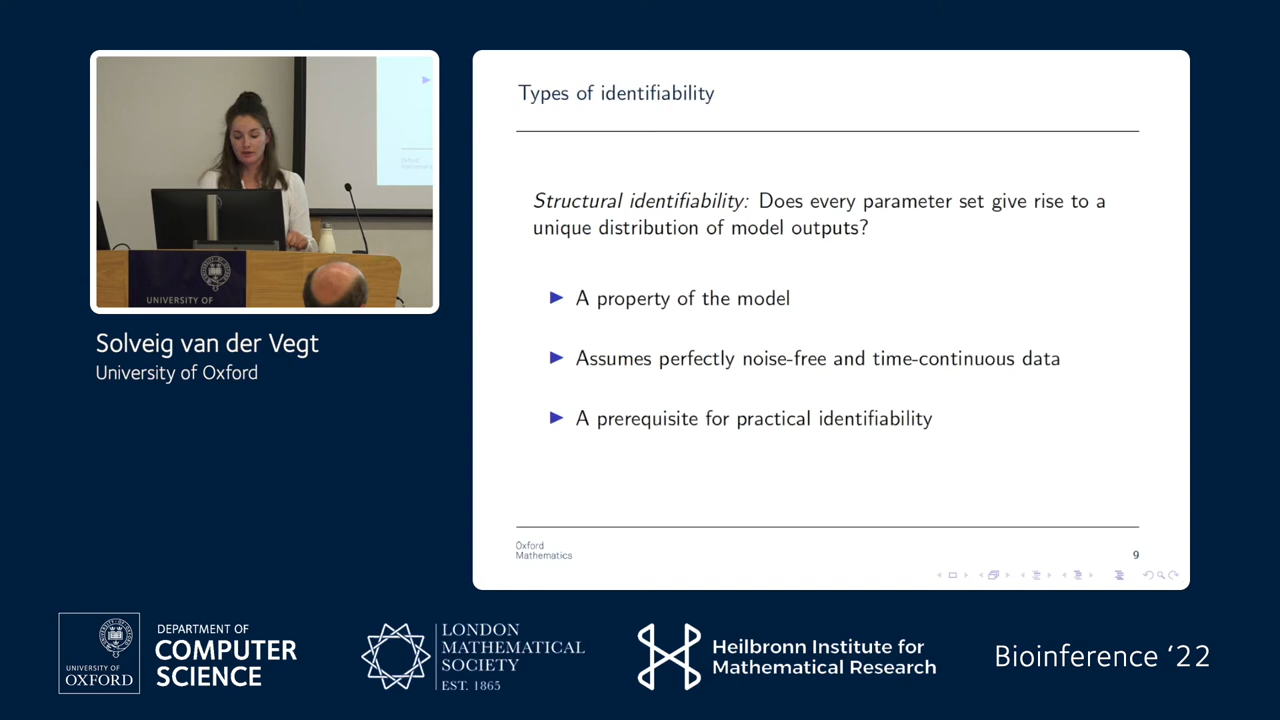 UNIVERSITY OF
Solveig van der Vegt
University of Oxford
Types of identifiability
Structural identifiability: Does every parameter set give rise to a
unique distribution of model outputs?
A property of the model
Assumes perfectly noise-free and time-continuous data
A prerequisite for practical identifiability
Oxford
Mathematics
9
UNIVERSITY OF
OXFORD
DEPARTMENT OF
COMPUTER
SCIENCE
LONDON
MATHEMATICAL
SOCIETY
EST. 1865
Heilbronn Institute for
Mathematical Research
Bioinference ‘22